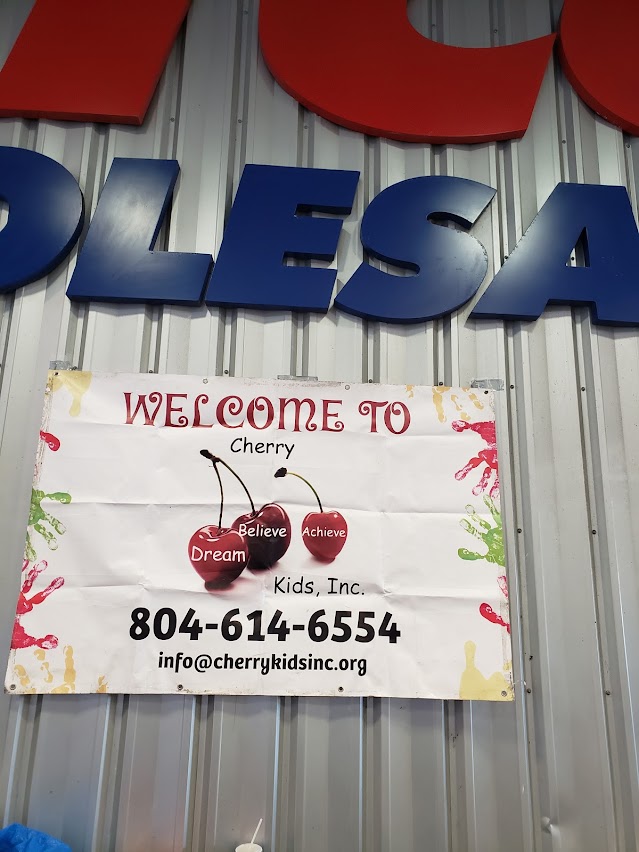 OLESA
WELCOME TO
Cherry
Dream
Believe
Achieve
Kids, Inc.
804-614-6554
info@cherrykidsinc.org